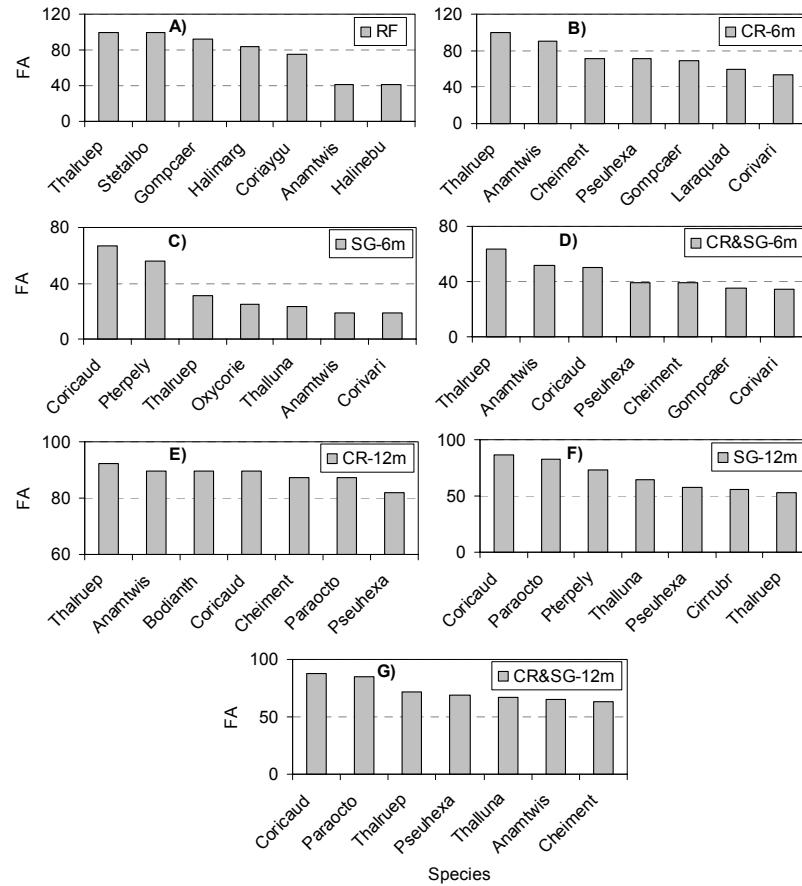 A)
RF
FA
120
80
40
0
Thalruep
Stetalbo
Gompcaer
Halimarg
Coriaygu
Anamtwis
Halinebu
B)
CR-6m
120
80
40
0
Thalruep
Anamtwis
Cheiment
Pseuhexa
Gompcaer
Laraquad
Corivari
C)
SG-6m
FA
80
40
0
Coricaud
Pterpely
Thalruep
Oxycorie
Thalluna
Anamtwis
Corivari
D)
CR&SG-6m
80
40
0
Thalruep
Anamtwis
Coricaud
Pseuhexa
Cheiment
Gompcaer
Corivari
E)
CR-12m
FA
100
80
60
Thalruep
Anamtwis
Bodianth
Coricaud
Cheiment
Paraocto
Pseuhexa
F)
SG-12m
100
50
0
Coricaud
Paraocto
Pterpely
Thalluna
Pseuhexa
Cirrrubr
Thalruep
G)
CR&SG-12m
FA
100
50
0
Coricaud
Paraocto
Thalruep
Pseuhexa
Thalluna
Anamtwis
Cheiment
Species